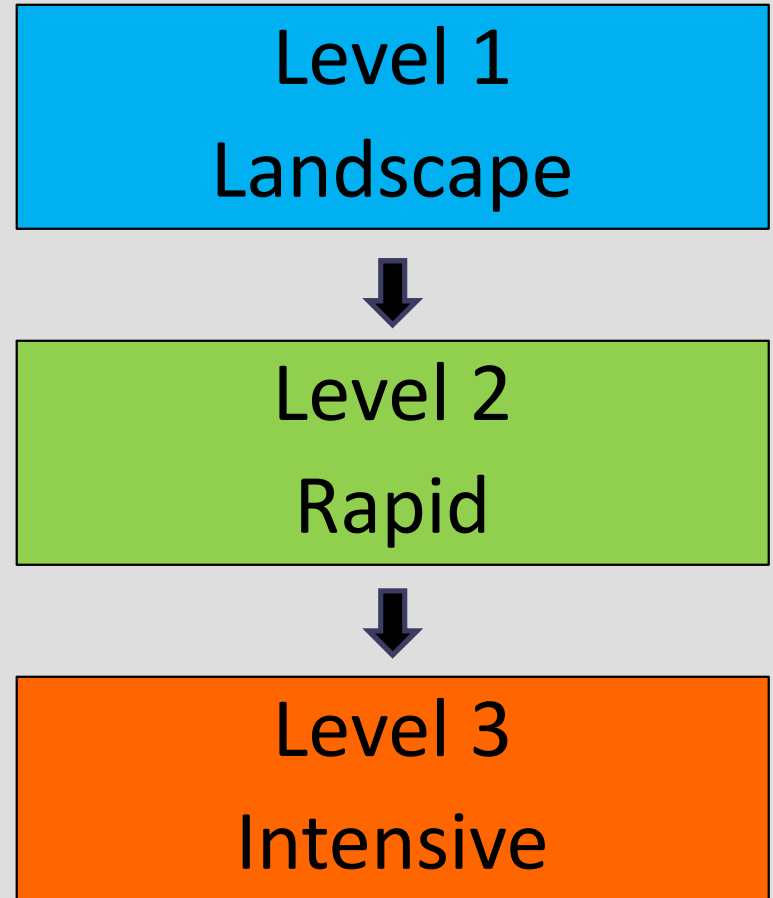 Level 1
Landscape
Level 2
Rapid
Level 3
Intensive